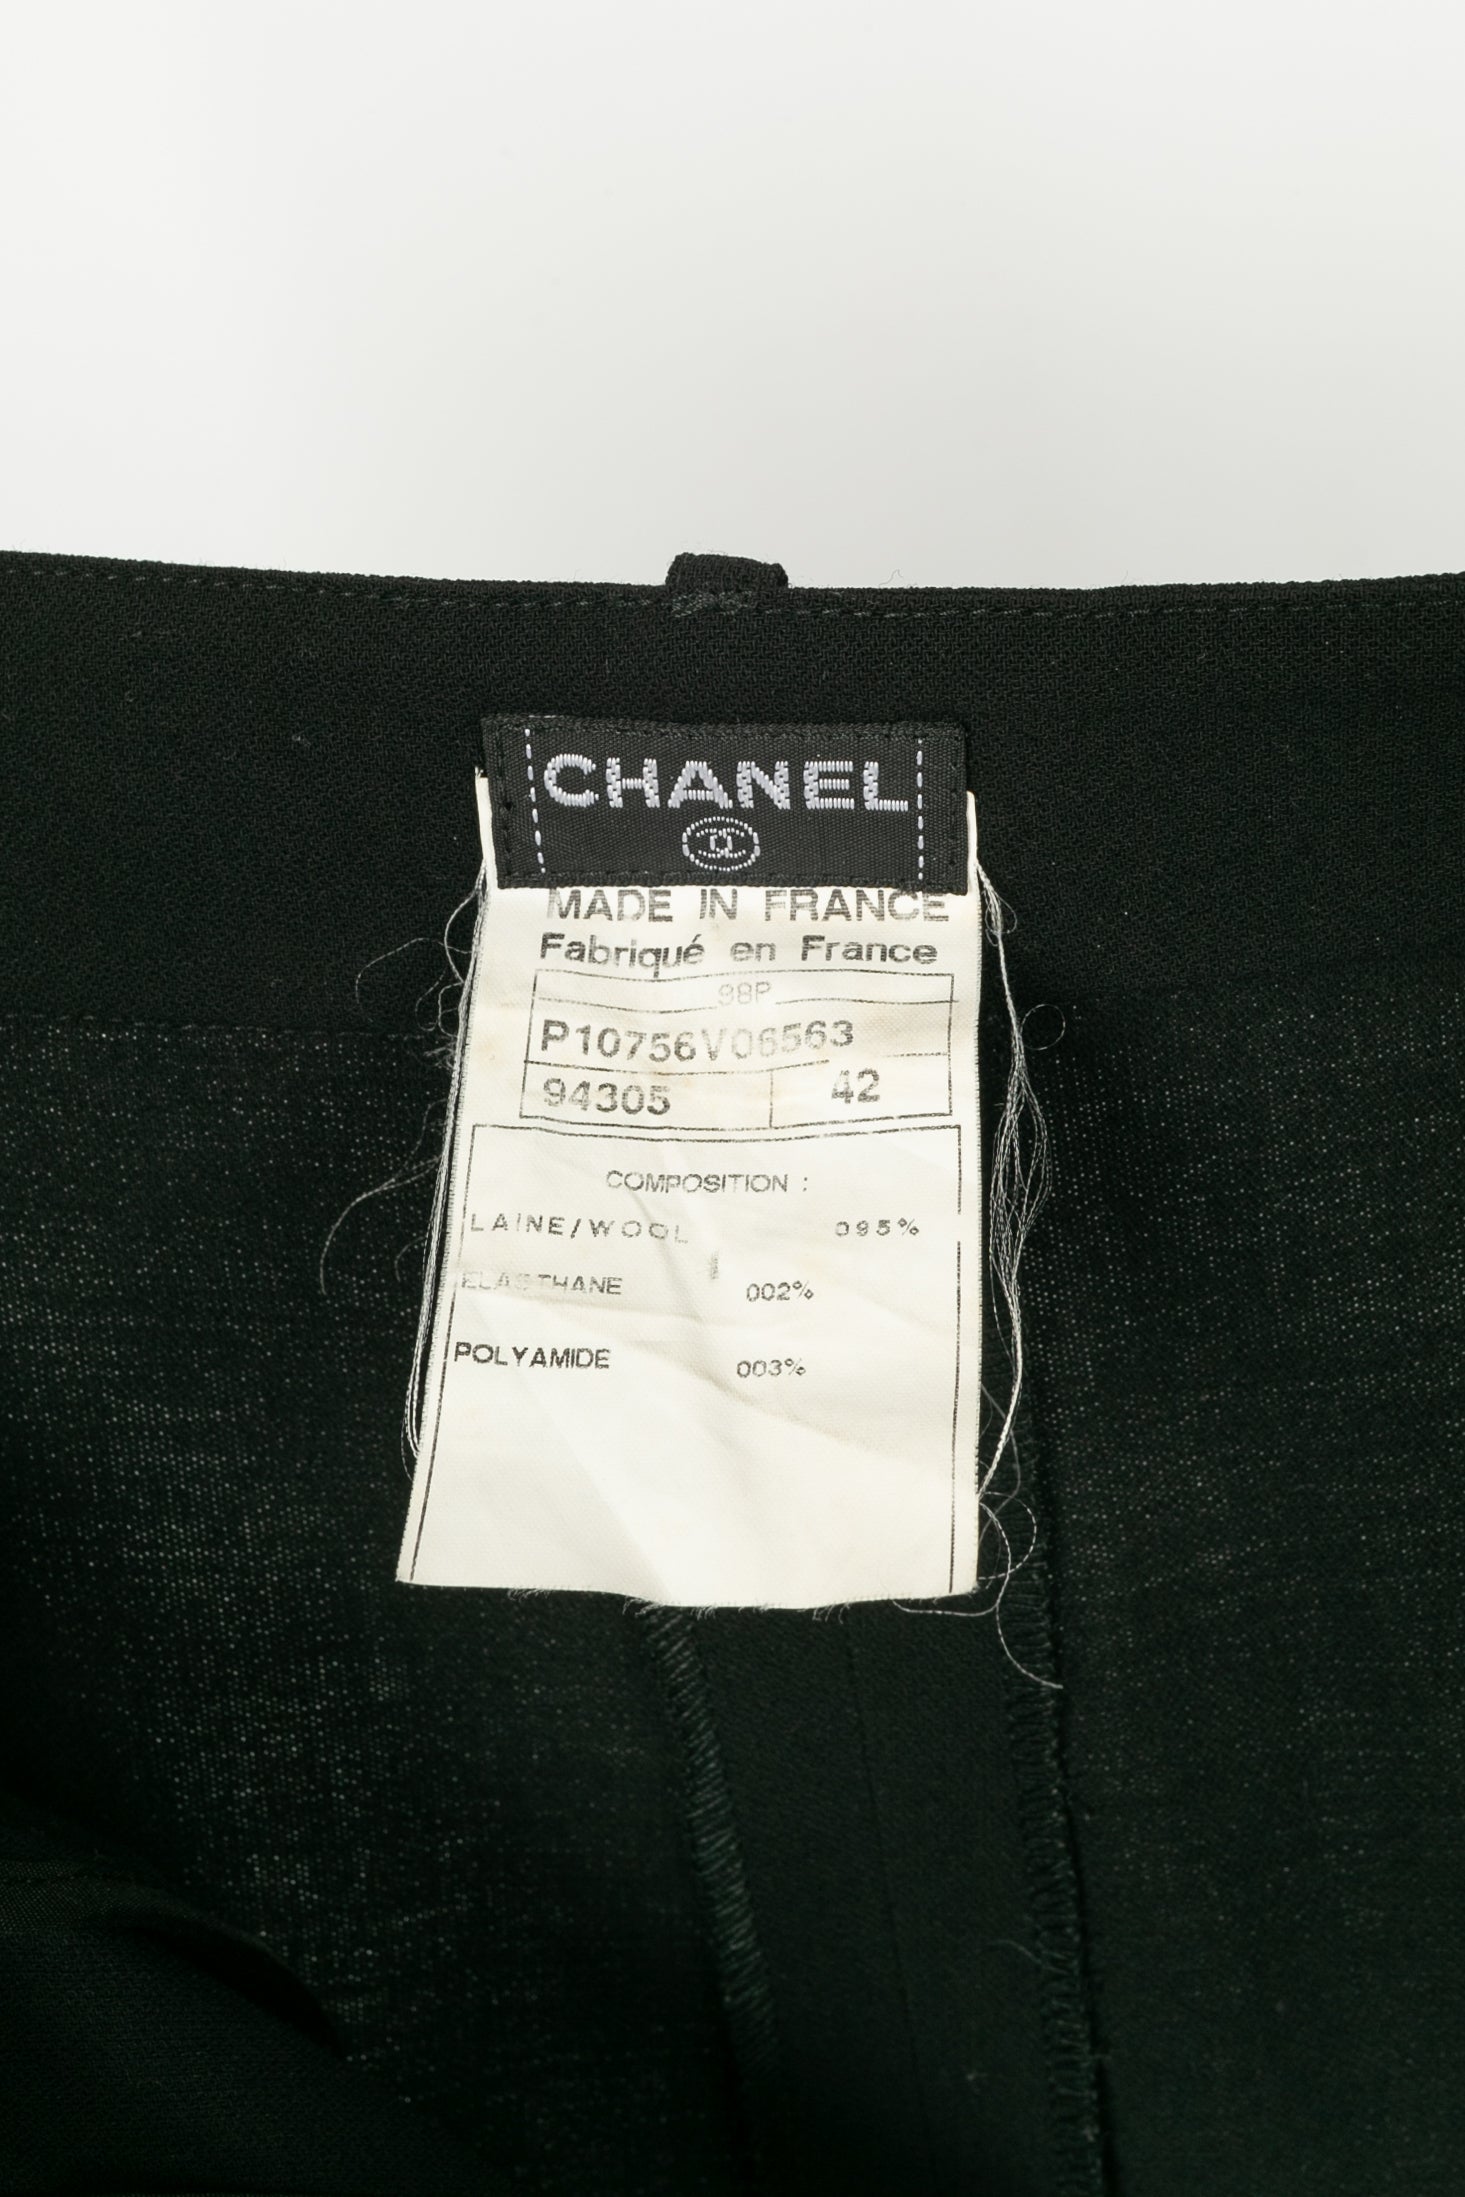 CHANEL
MADE IN FRANCE
Fabriqué en France
98P
P10756V06563
94305 42
COMPOSITION :
LAINE/WOOL 095%
ELASTHANE 002%
POLYAMIDE 003%